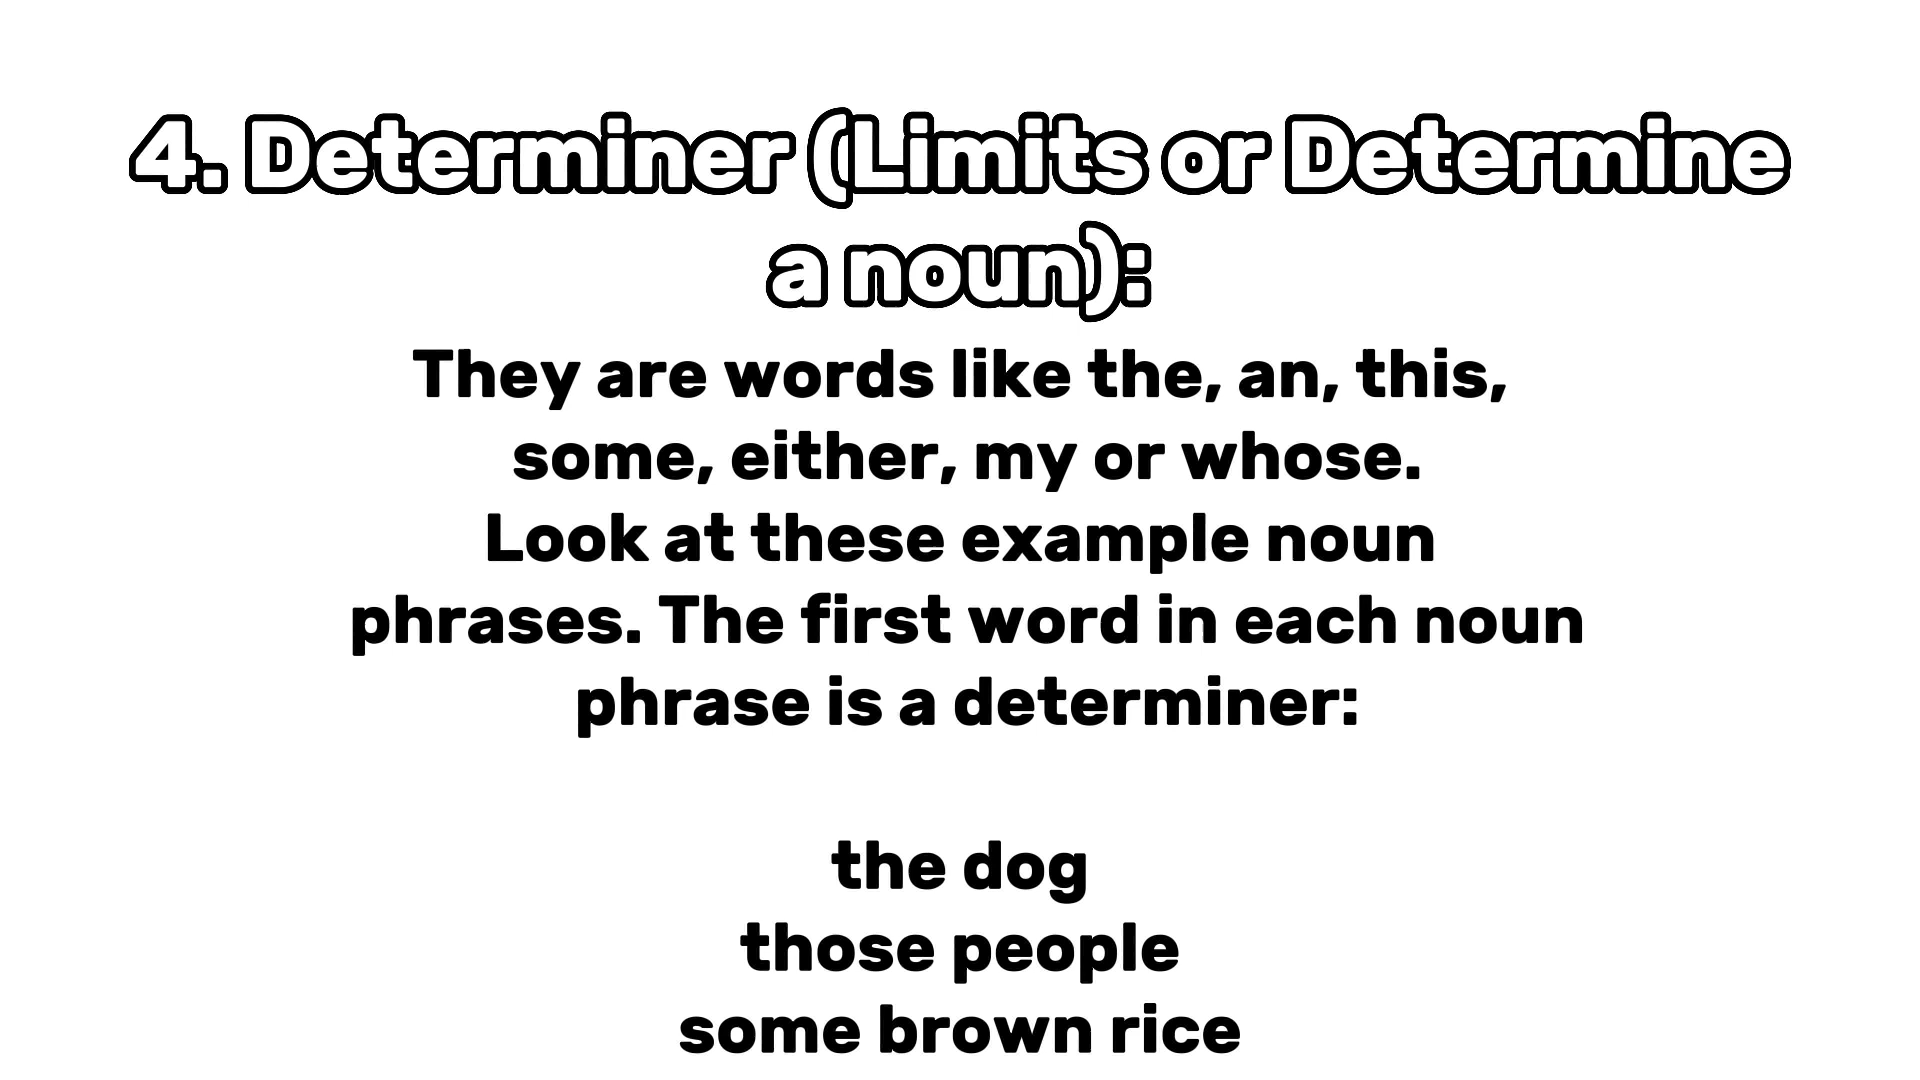 4. Determiner (Limits or Determine
a noun):
They are words like the, an, this,
some, either, my or whose.
Look at these example noun
phrases. The first word in each noun
phrase is a determiner:
the dog
those people
some brown rice